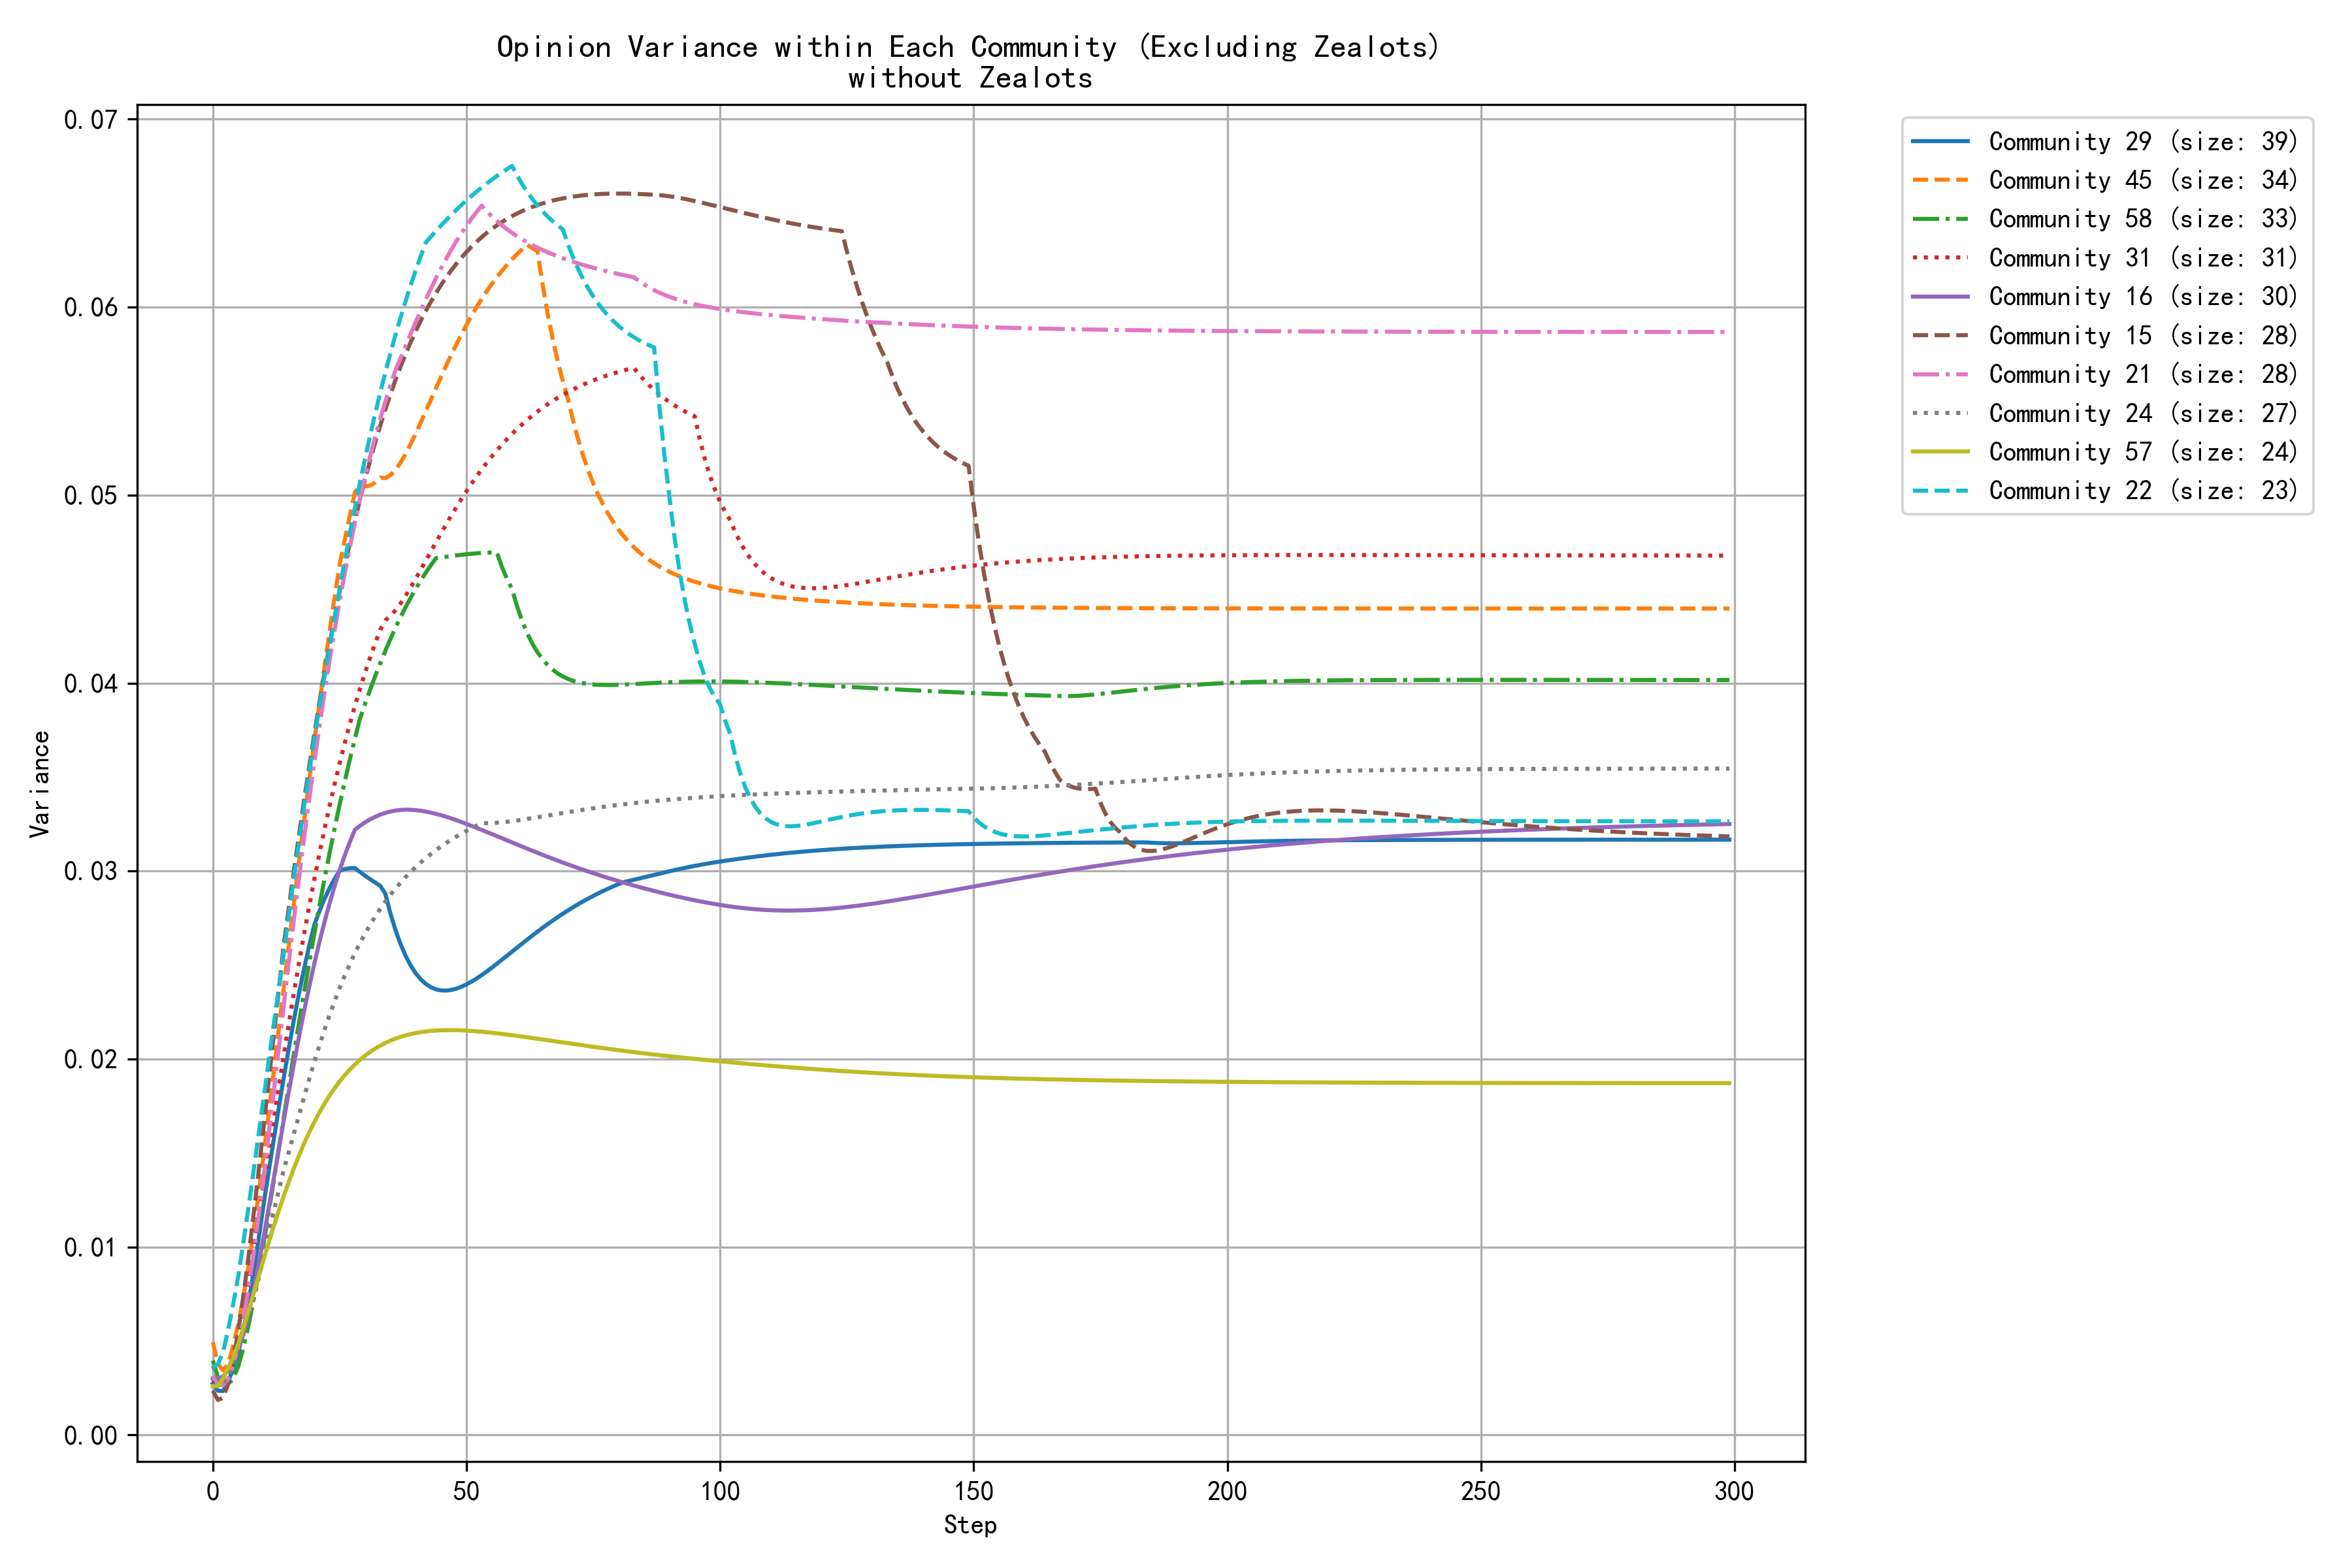 Opinion Variance within Each Community (Excluding Zealots)
without Zealots
Variance
0.07
0.06
0.05
0.04
0.03
0.02
0.01
0.00
0
50
100
150
200
250
300
Step
Community 29 (size: 39)
Community 45 (size: 34)
Community 58 (size: 33)
Community 31 (size: 31)
Community 16 (size: 30)
Community 15 (size: 28)
Community 21 (size: 28)
Community 24 (size: 27)
Community 57 (size: 24)
Community 22 (size: 23)